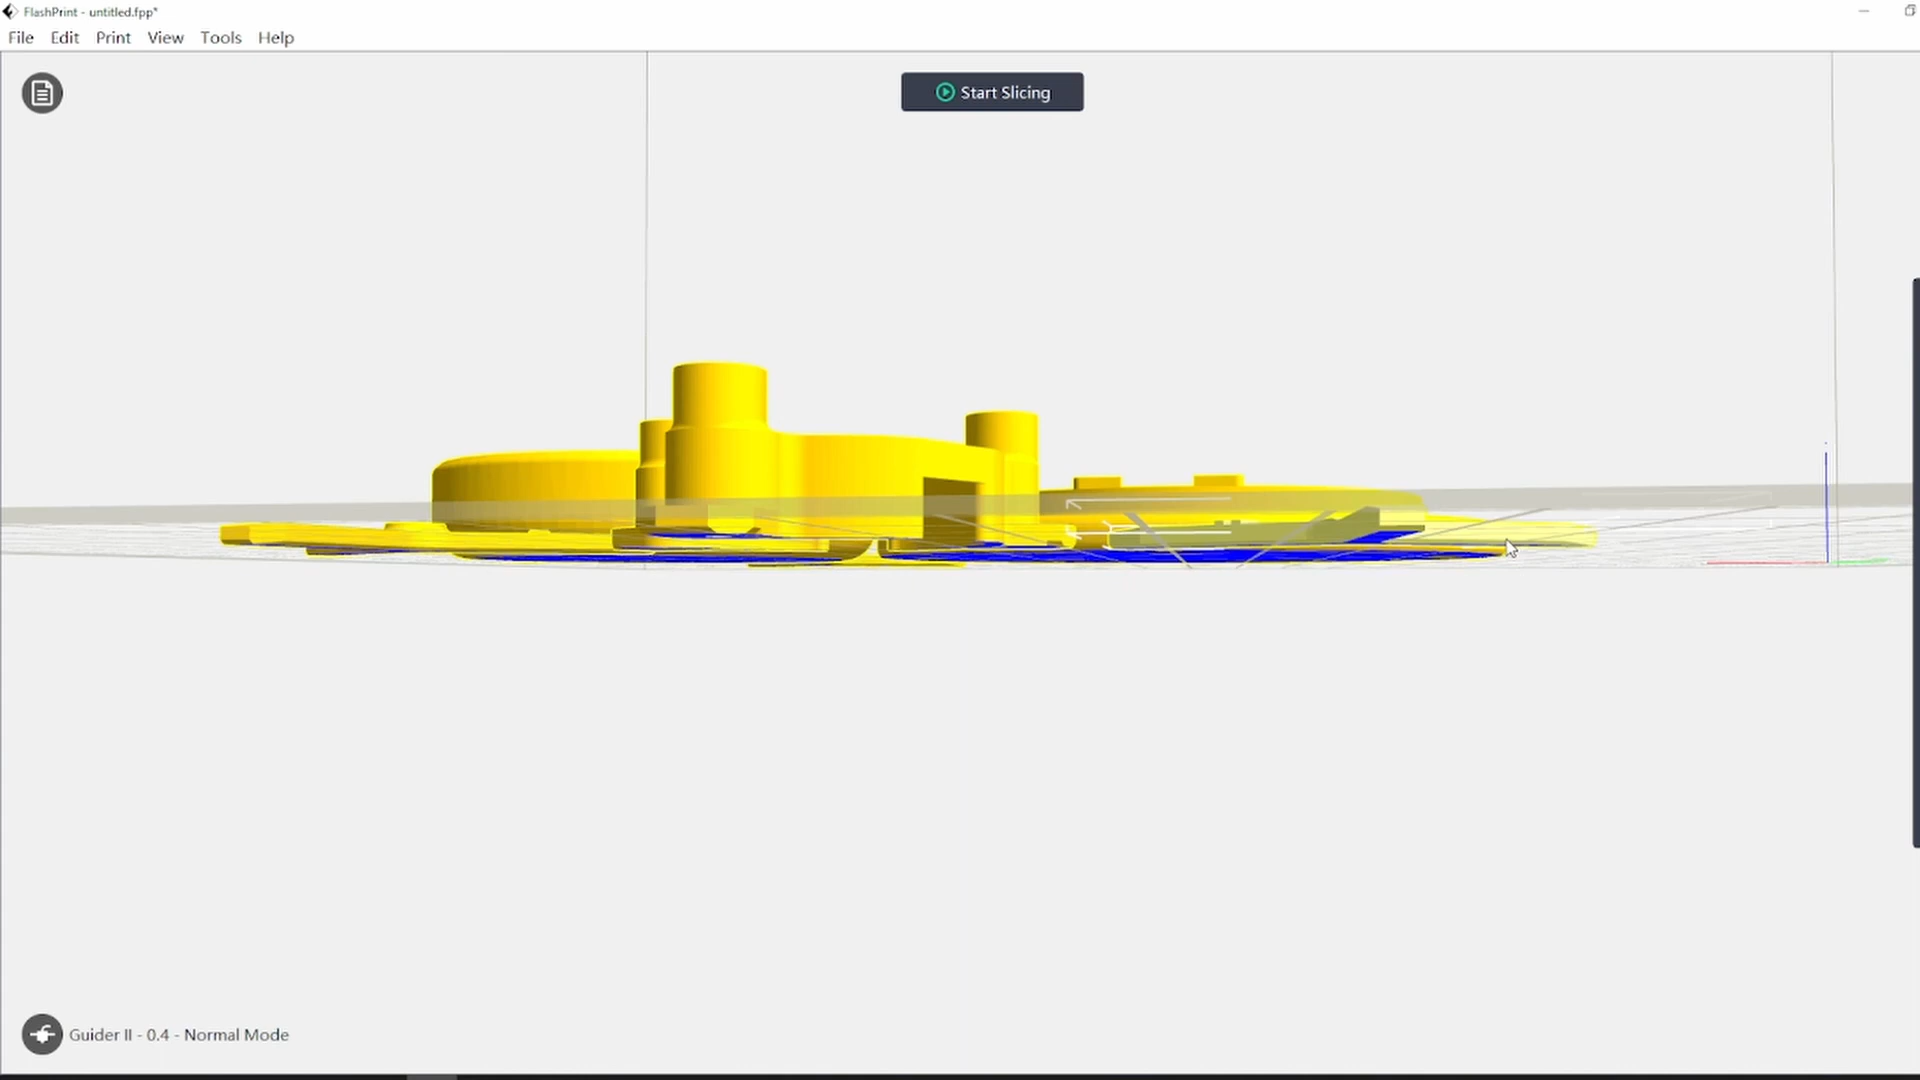 FlashPrint - untitled.fpp*
File Edit Print View Tools Help
Start Slicing
Guider II - 0.4 - Normal Mode